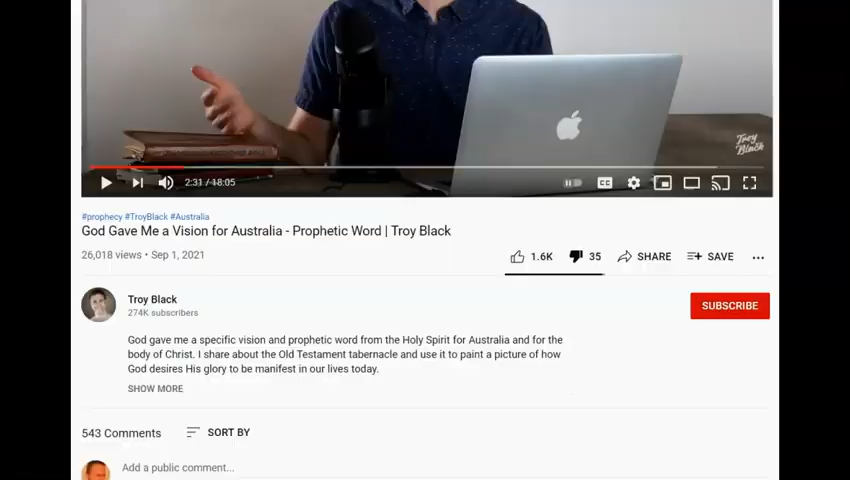 Troy
Black
2:31 / 18:05
CC
#prophecy #TroyBlack #Australia
God Gave Me a Vision for Australia - Prophetic Word | Troy Black
26,018 views • Sep 1, 2021
1.6K 35 SHARE SAVE
Troy Black
274K subscribers
SUBSCRIBE
God gave me a specific vision and prophetic word from the Holy Spirit for Australia and for the
body of Christ. I share about the Old Testament tabernacle and use it to paint a picture of how
God desires His glory to be manifest in our lives today.
SHOW MORE
543 Comments SORT BY
Add a public comment...